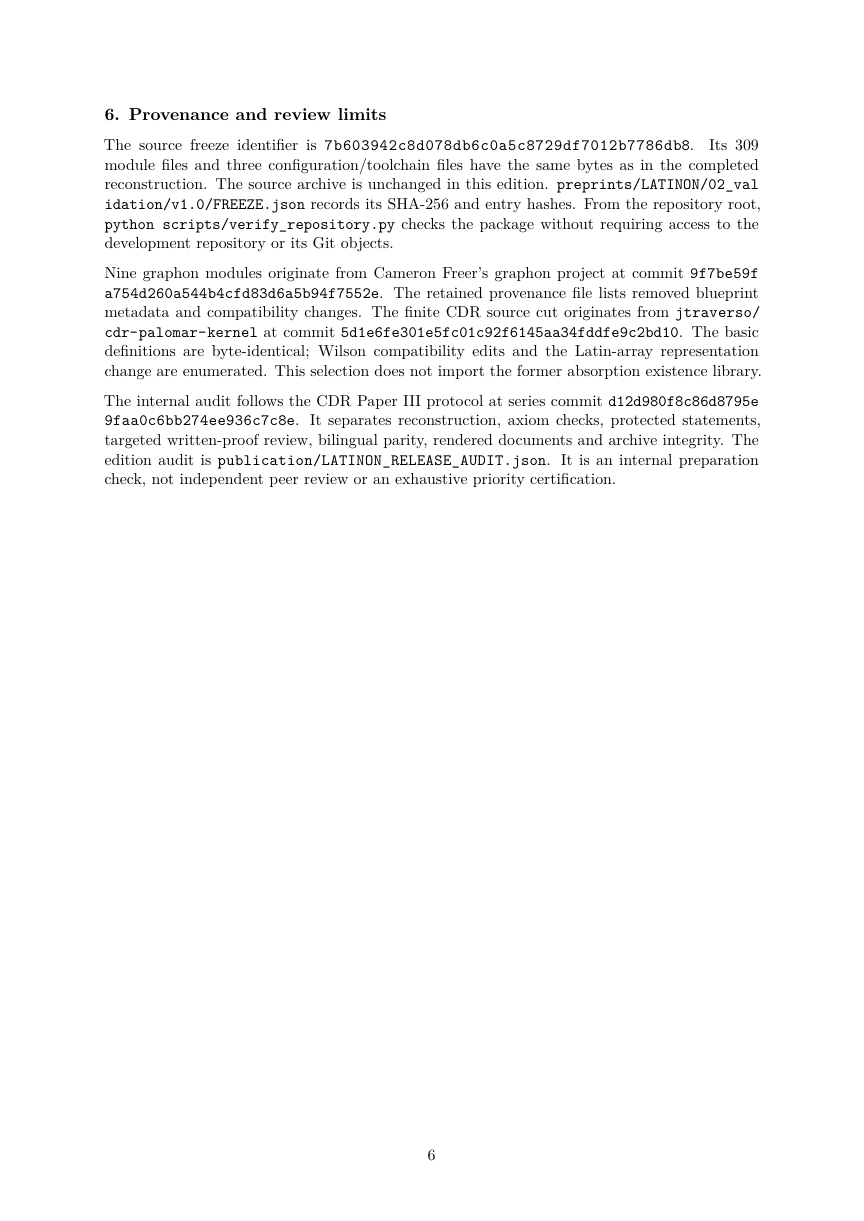 6. Provenance and review limits
The source freeze identifier is 7b603942c8d078db6c0a5c8729df7012b7786db8. Its 309
module files and three configuration/toolchain files have the same bytes as in the completed
reconstruction. The source archive is unchanged in this edition. preprints/LATINON/02_val
idation/v1.0/FREEZE.json records its SHA-256 and entry hashes. From the repository root,
python scripts/verify_repository.py checks the package without requiring access to the
development repository or its Git objects.
Nine graphon modules originate from Cameron Freer's graphon project at commit 9f7be59f
a754d260a544b4cfd83d6a5b94f7552e. The retained provenance file lists removed blueprint
metadata and compatibility changes. The finite CDR source cut originates from jtraverso/
cdr-palomar-kernel at commit 5d1e6fe301e5fc01c92f6145aa34fddfe9c2bd10. The basic
definitions are byte-identical; Wilson compatibility edits and the Latin-array representation
change are enumerated. This selection does not import the former absorption existence library.
The internal audit follows the CDR Paper III protocol at series commit d12d980f8c86d8795e
9faa0c6bb274ee936c7c8e. It separates reconstruction, axiom checks, protected statements,
targeted written-proof review, bilingual parity, rendered documents and archive integrity. The
edition audit is publication/LATINON_RELEASE_AUDIT.json. It is an internal preparation
check, not independent peer review or an exhaustive priority certification.
6